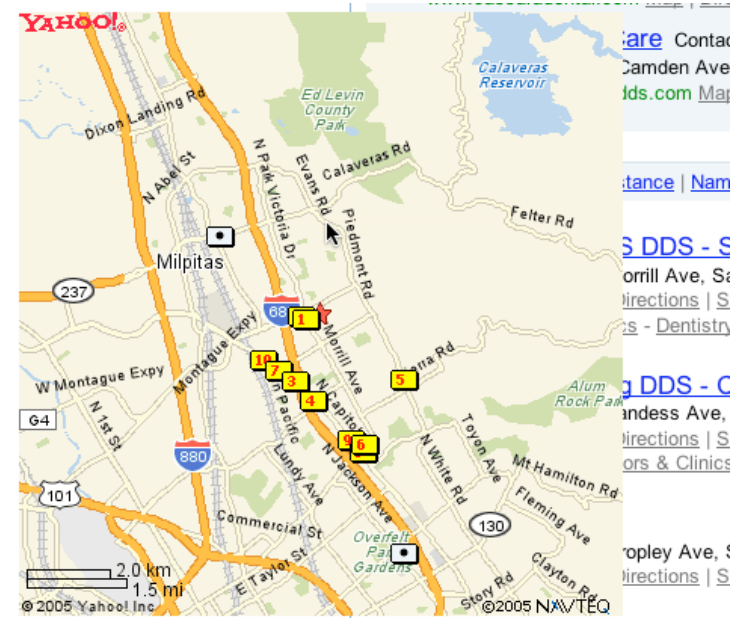 YAHOO!
Dixon Landing Rd
N Abel St
Ed Levin
County
Park
Calaveras
Reservoir
Calaveras Rd
N Park Victoria Dr
Evans Rd
Piedmont Rd
Felter Rd
Milpitas
237
680
1
Morrill Ave
Montague Expy
W Montague Expy
10
7
3
4
5
9
6
N Capitol
N 1st St
G4
880
101
Lundy Ave
N Jackson Ave
N White Rd
Toyon Ave
Alum
Rock Park
Mt Hamilton Rd
Fleming Ave
130
Commercial St
E Taylor St
Overfelt
Gardens
Clayton Rd
Story Rd
2.0 km
1.5 mi
©2005 Yahoo! Inc
©2005 NAVTEQ
Care Contac
Camden Ave
dds.com Map
stance | Nam
S DDS - S
orrill Ave, Sa
Directions | S
cs - Dentistry
g DDS - C
andess Ave,
Directions | S
ors & Clinics
ropley Ave, S
Directions | S